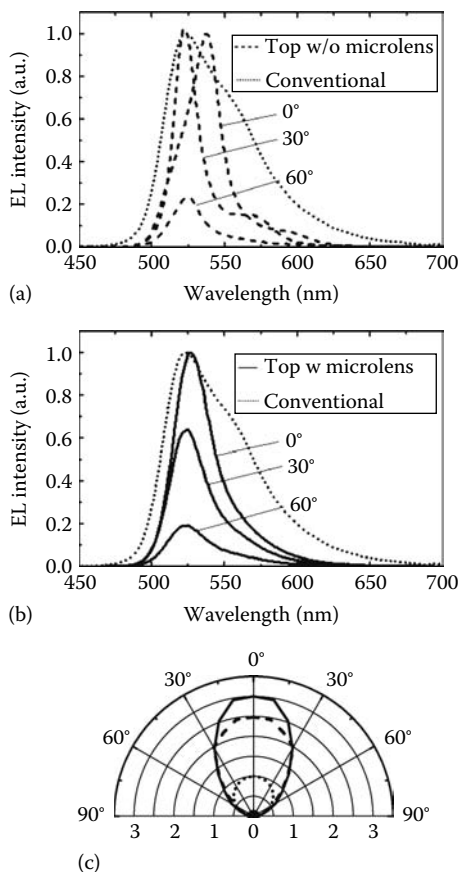 1.0
0.8
0.6
0.4
0.2
0.0
EL intensity (a.u.)
Top w/o microlens
Conventional
0°
30°
60°
450 500 550 600 650 700
Wavelength (nm)
(a)
1.0
0.8
0.6
0.4
0.2
0.0
EL intensity (a.u.)
Top w microlens
Conventional
0°
30°
60°
450 500 550 600 650 700
Wavelength (nm)
(b)
0°
30° 30°
60° 60°
90° 90°
3 2 1 0 1 2 3
(c)